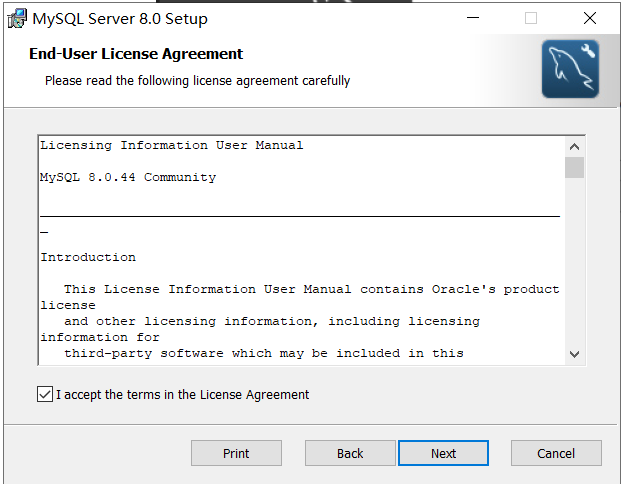 MySQL Server 8.0 Setup
End-User License Agreement
Please read the following license agreement carefully
Licensing Information User Manual
MySQL 8.0.44 Community
Introduction
This License Information User Manual contains Oracle's product
license
and other licensing information, including licensing
information for
third-party software which may be included in this
I accept the terms in the License Agreement
Print Back Next Cancel